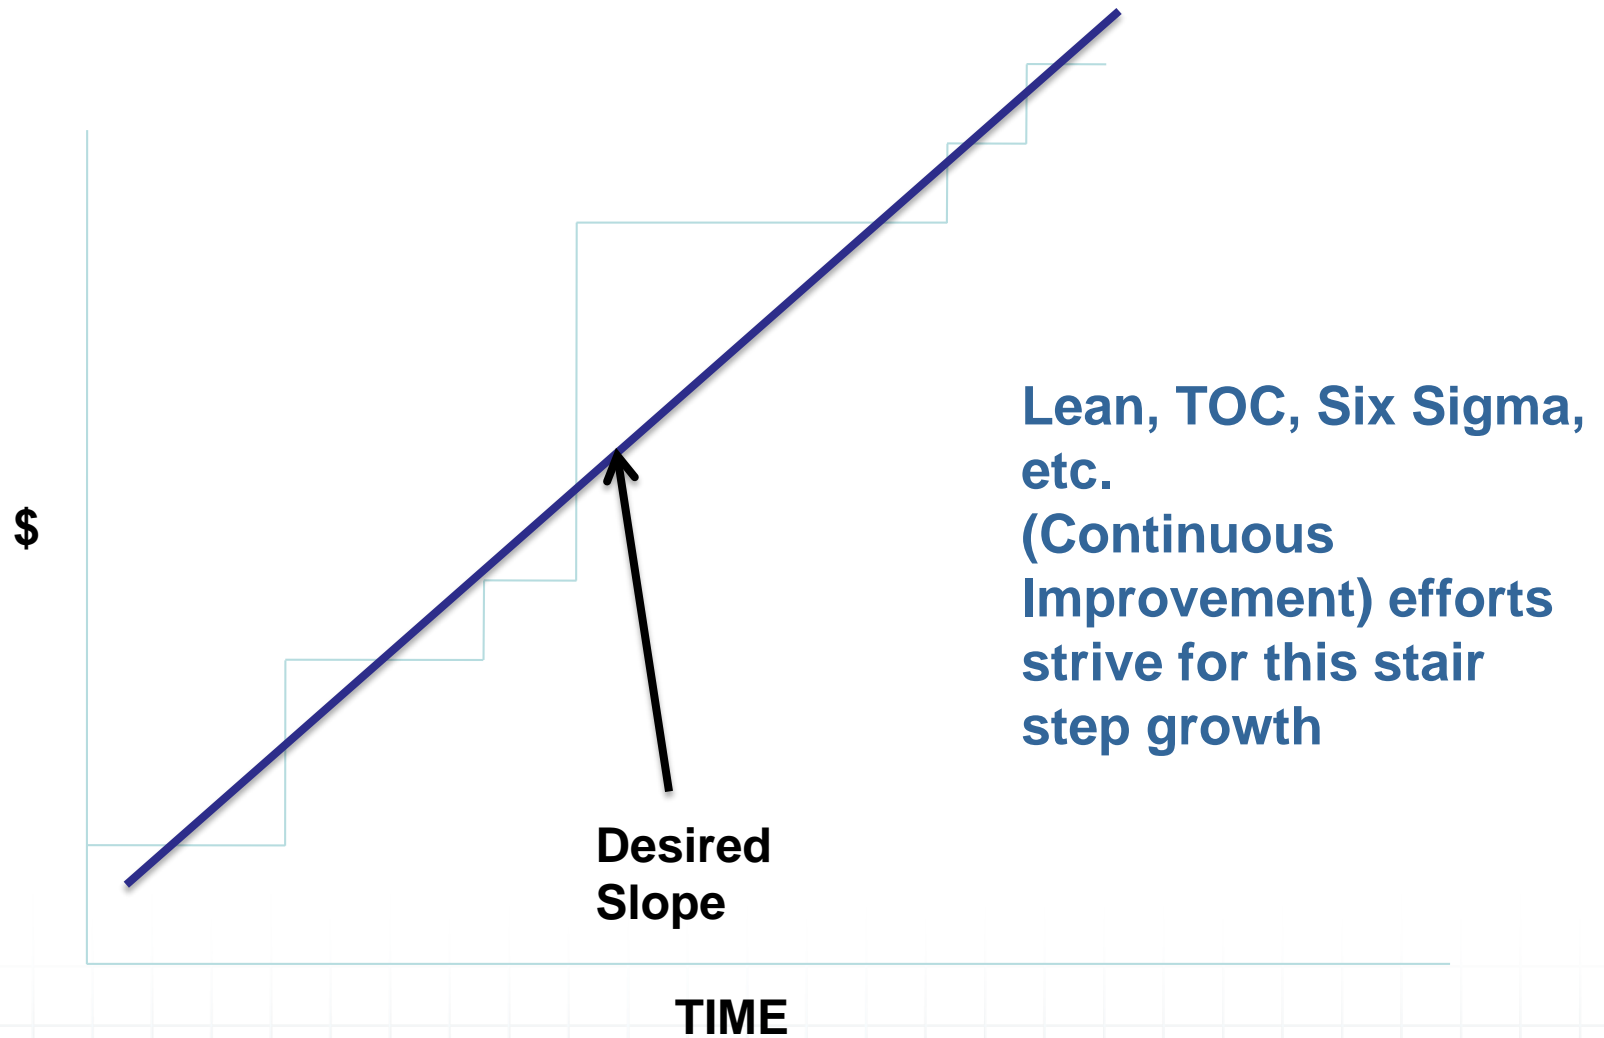 $
Lean, TOC, Six Sigma,
etc.
(Continuous
Improvement) efforts
strive for this stair
step growth
Desired
Slope
TIME